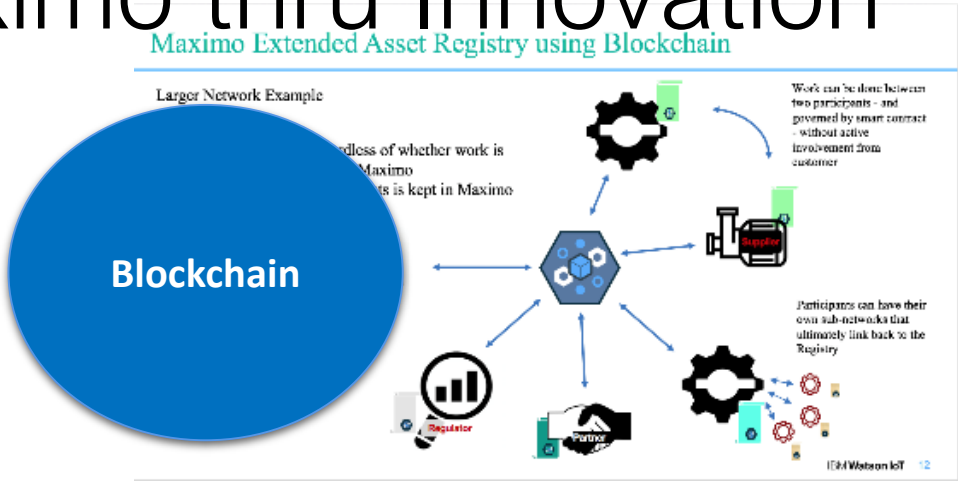 ximo thru Innovation
Maximo Extended Asset Registry using Blockchain
Larger Network Example
rdless of whether work is
Maximo
ts is kept in Maximo
Blockchain
Work can be done between
two participants - and
governed by smart contract
- without active
involvement from
customer
Supplier
Participants can have their
own sub-networks that
ultimately link back to the
Registry
Regulator
Partner
IBM Watson IoT 12